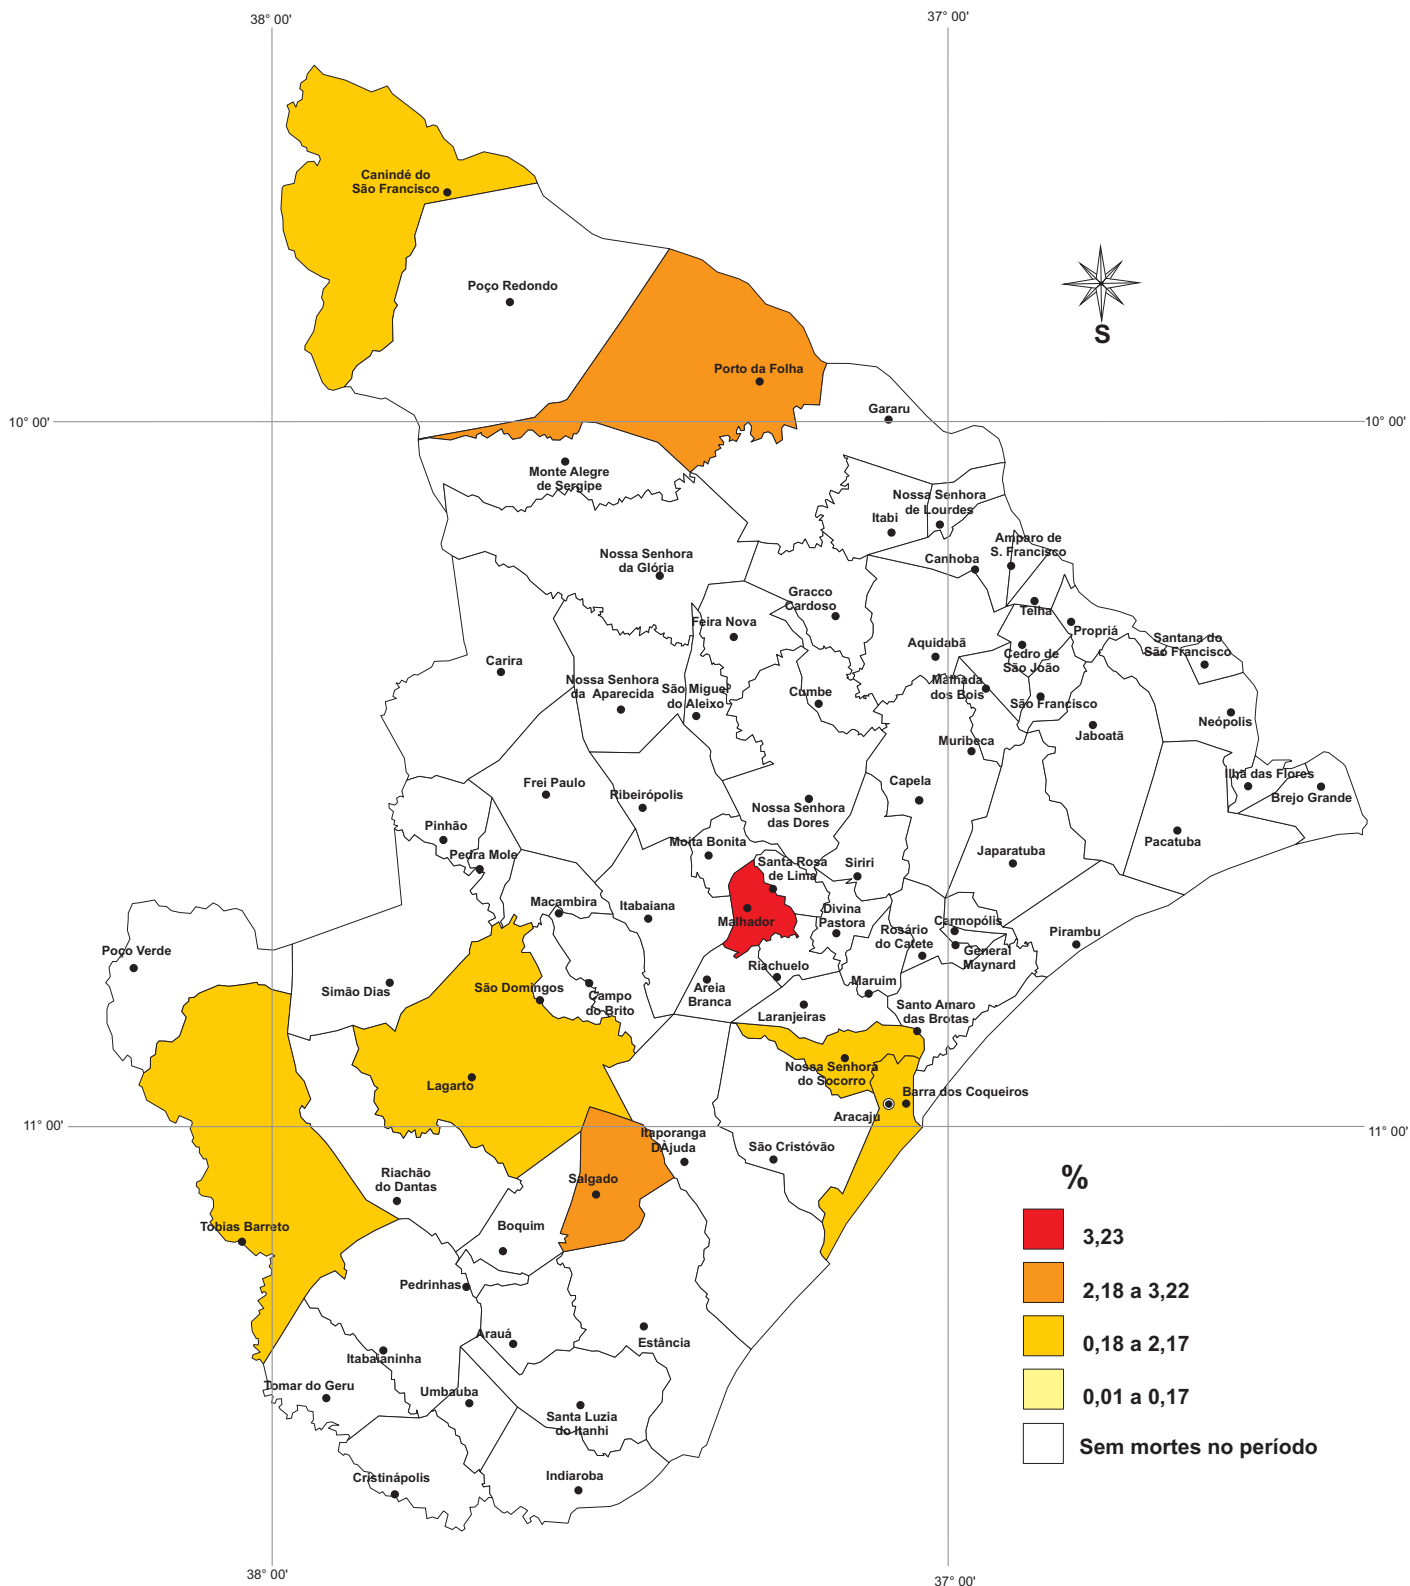 38° 00'
37° 00'
Canindé do
São Francisco
Poço Redondo
S
Porto da Folha
Gararu
10° 00'
10° 00'
Monte Alegre
de Sergipe
Nossa Senhora
de Lourdes
Itabi
Amparo de
S. Francisco
Canhoba
Nossa Senhora
da Glória
Gracco
Cardoso
Telha
Feira Nova
Propriá
Santana do
São Francisco
Aquidabã
Cedro de
São João
Carira
Nossa Senhora
da Aparecida
São Miguel
do Aleixo
Cumbe
Malhada
dos Bois
São Francisco
Neópolis
Jaboatã
Muribeca
Ilha das Flores
Brejo Grande
Frei Paulo
Ribeirópolis
Capela
Nossa Senhora
das Dores
Pinhão
Moita Bonita
Pacatuba
Pedra Mole
Santa Rosa
de Lima
Siriri
Japaratuba
Macambira
Itabaiana
Malhador
Divina
Pastora
Carmopólis
Rosário
do Catete
Pirambu
Poço Verde
General
Maynard
Riachuelo
Simão Dias
São Domingos
Campo
do Brito
Areia
Branca
Maruim
Laranjeiras
Santo Amaro
das Brotas
Lagarto
Nossa Senhora
do Socorro
Barra dos Coqueiros
Aracaju
11° 00'
11° 00'
Itaporanga
DÀjuda
São Cristóvão
Riachão
do Dantas
Salgado
%
Tobias Barreto
Boquim
3,23
Pedrinhas
2,18 a 3,22
Arauá
Estância
0,18 a 2,17
Itabaianinha
Tomar do Geru
Umbauba
0,01 a 0,17
Santa Luzia
do Itanhi
Sem mortes no período
Cristinápolis
Indiaroba
38° 00'
37° 00'